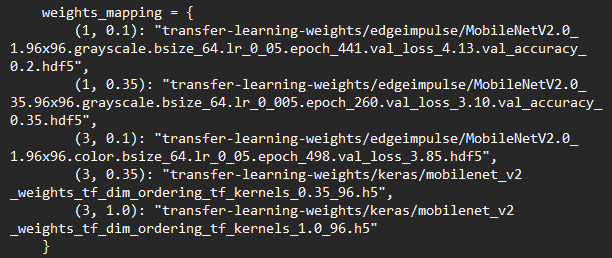 weights_mapping = {
(1, 0.1): "transfer-learning-weights/edgeimpulse/MobileNetV2.0_
1.96x96.grayscale.bsize_64.lr_0_05.epoch_441.val_loss_4.13.val_accuracy_
0.2.hdf5",
(1, 0.35): "transfer-learning-weights/edgeimpulse/MobileNetV2.0_
35.96x96.grayscale.bsize_64.lr_0_005.epoch_260.val_loss_3.10.val_accuracy_
0.35.hdf5",
(3, 0.1): "transfer-learning-weights/edgeimpulse/MobileNetV2.0_
1.96x96.color.bsize_64.lr_0_05.epoch_498.val_loss_3.85.hdf5",
(3, 0.35): "transfer-learning-weights/keras/mobilenet_v2
_weights_tf_dim_ordering_tf_kernels_0.35_96.h5",
(3, 1.0): "transfer-learning-weights/keras/mobilenet_v2
_weights_tf_dim_ordering_tf_kernels_1.0_96.h5"
}